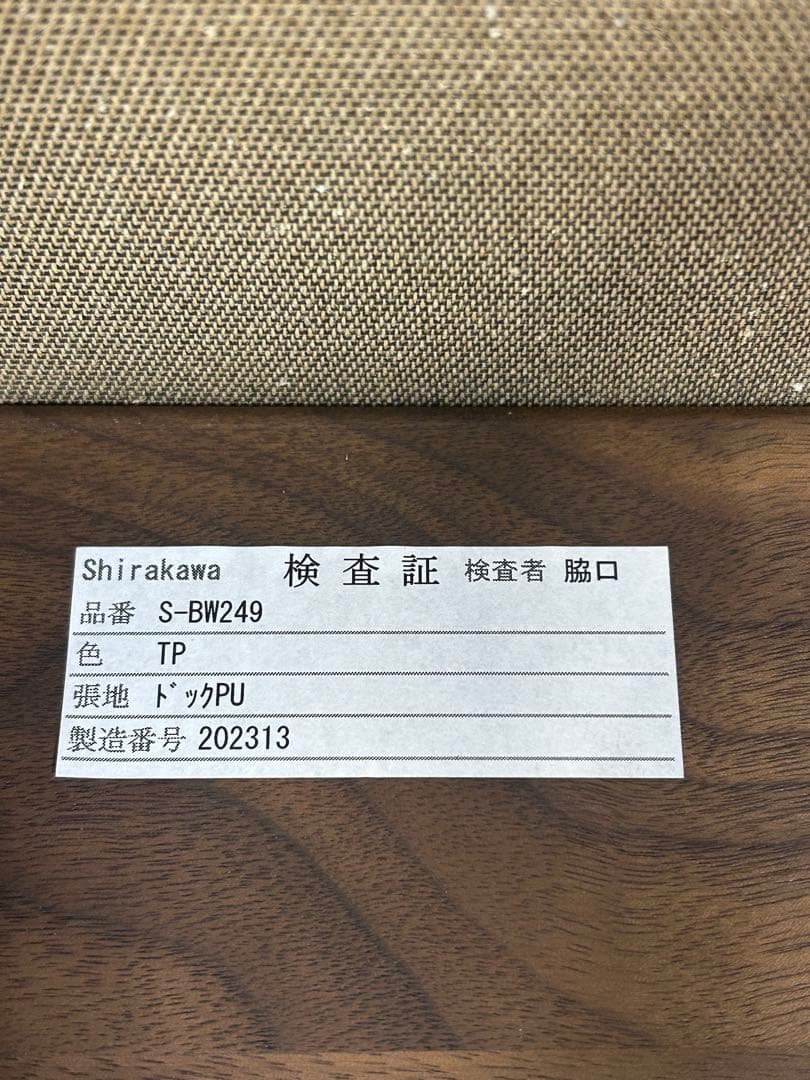 Shirakawa 検査証 検査者 脇口
品番 S-BW249
色 TP
張地 ﾄﾞｯｸPU
製造番号 202313